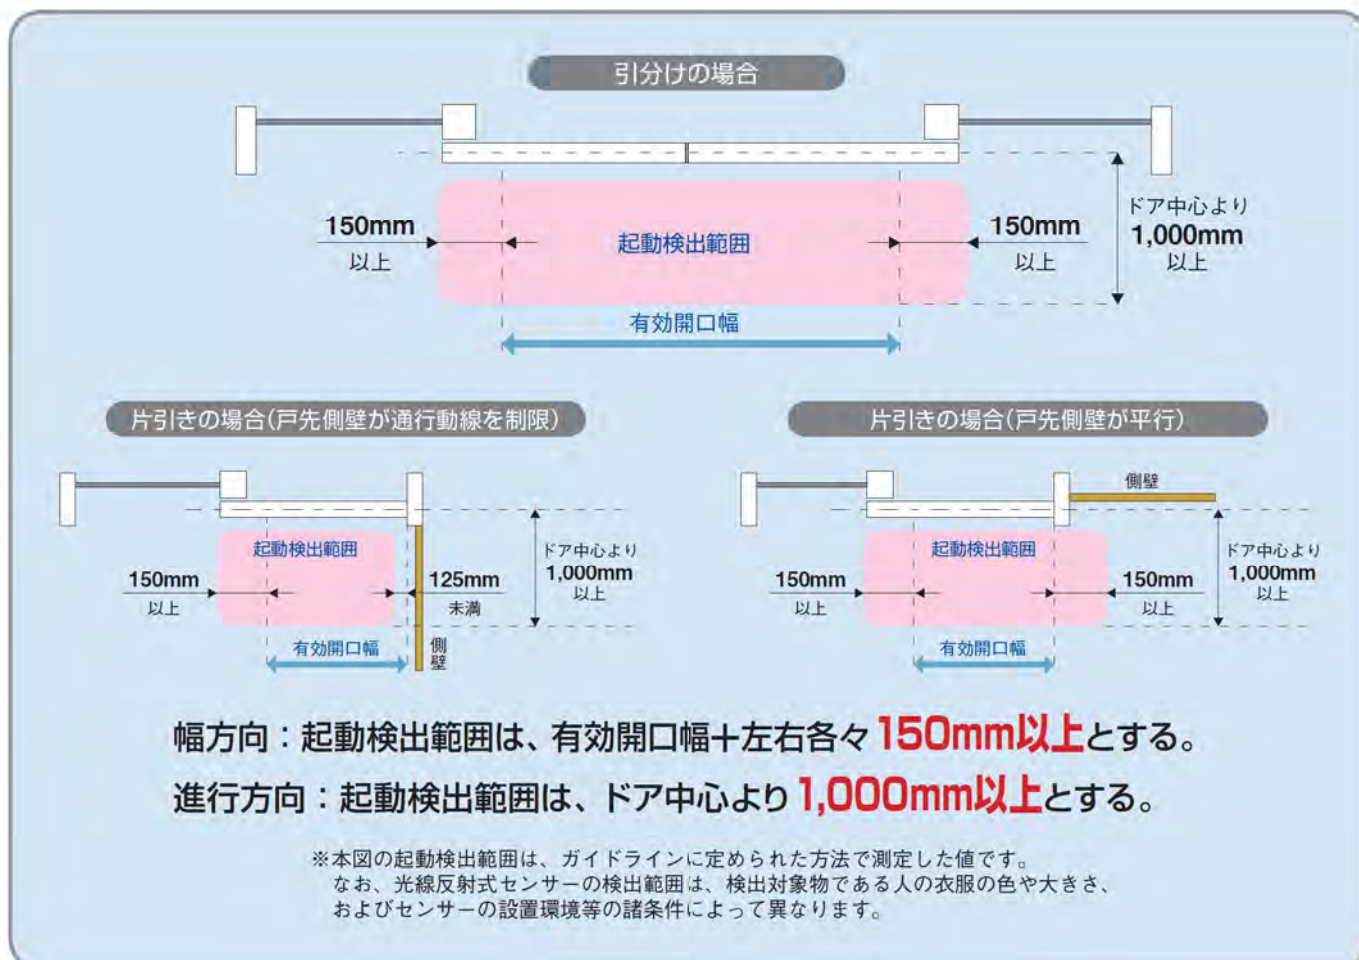 引分けの場合
150mm
以上
起動検出範囲
150mm
以上
ドア中心より
1,000mm
以上
有効開口幅
片引きの場合(戸先側壁が通行動線を制限)
起動検出範囲
150mm
以上
125mm
未満
ドア中心より
1,000mm
以上
有効開口幅
側壁
片引きの場合(戸先側壁が平行)
側壁
起動検出範囲
150mm
以上
150mm
以上
ドア中心より
1,000mm
以上
有効開口幅
幅方向：起動検出範囲は、有効開口幅+左右各々150mm以上とする。
進行方向：起動検出範囲は、ドア中心より1,000mm以上とする。
※本図の起動検出範囲は、ガイドラインに定められた方法で測定した値です。
なお、光線反射式センサーの検出範囲は、検出対象物である人の衣服の色や大きさ、
およびセンサーの設置環境等の諸条件によって異なります。